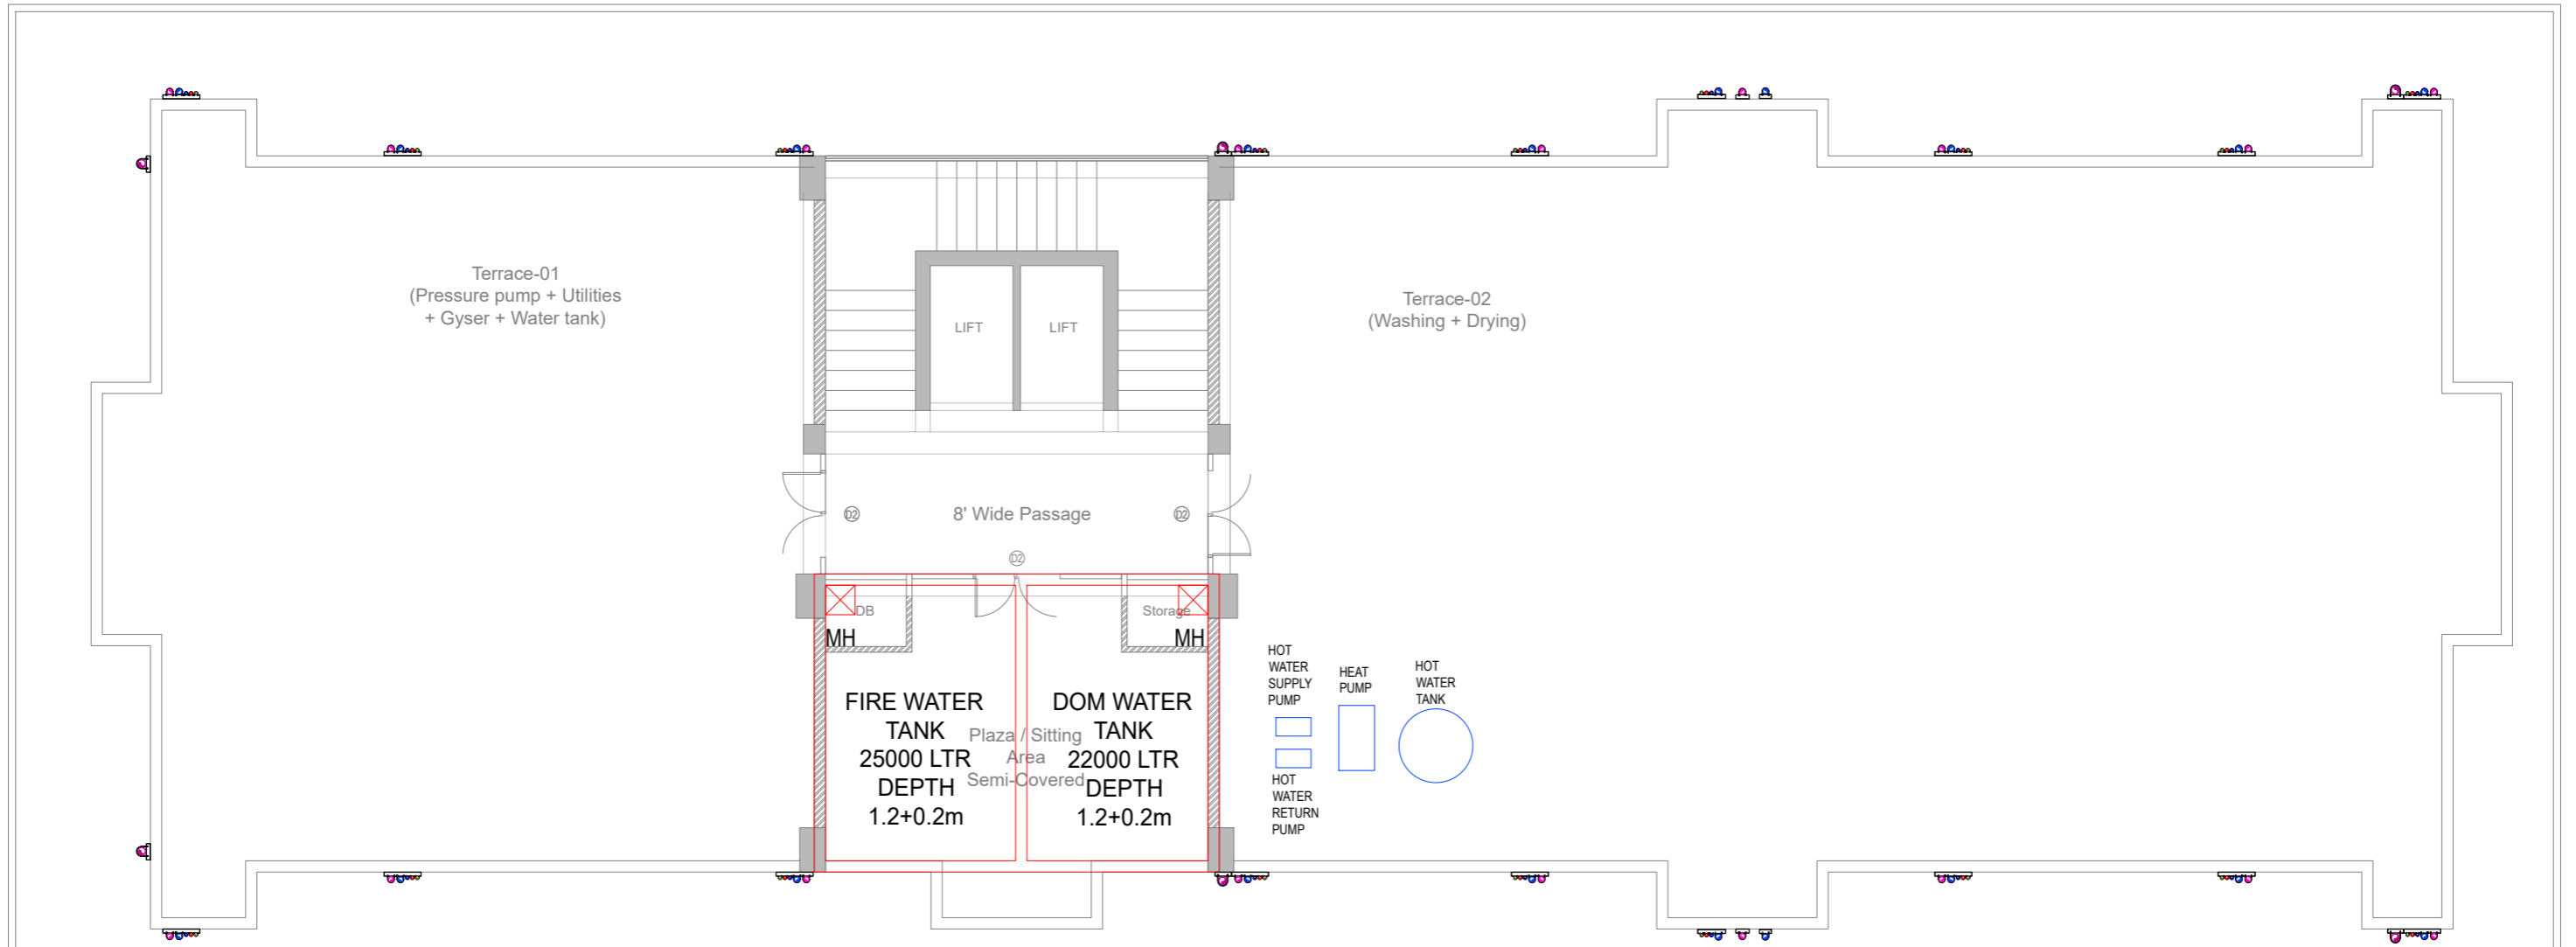 Terrace-01
(Pressure pump + Utilities
+ Gyser + Water tank)
Terrace-02
(Washing + Drying)
LIFT
LIFT
D2
8' Wide Passage
D2
D2
DB
MH
Storage
MH
FIRE WATER
TANK
25000 LTR
DEPTH
1.2+0.2m
Plaza / Sitting
Area
Semi-Covered
DOM WATER
TANK
22000 LTR
DEPTH
1.2+0.2m
HOT
WATER
SUPPLY
PUMP
HEAT
PUMP
HOT
WATER
TANK
HOT
WATER
RETURN
PUMP